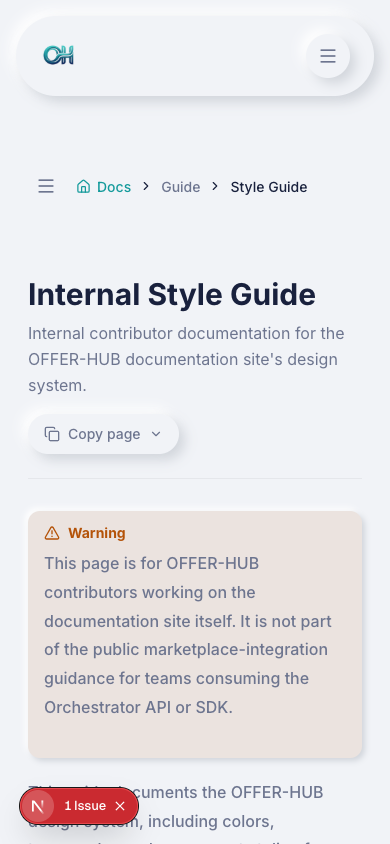 OH
Docs > Guide > Style Guide
Internal Style Guide
Internal contributor documentation for the
OFFER-HUB documentation site's design
system.
Copy page
Warning
This page is for OFFER-HUB
contributors working on the
documentation site itself. It is not part
of the public marketplace-integration
guidance for teams consuming the
Orchestrator API or SDK.
documents the OFFER-HUB
design system, including colors,
N 1 Issue